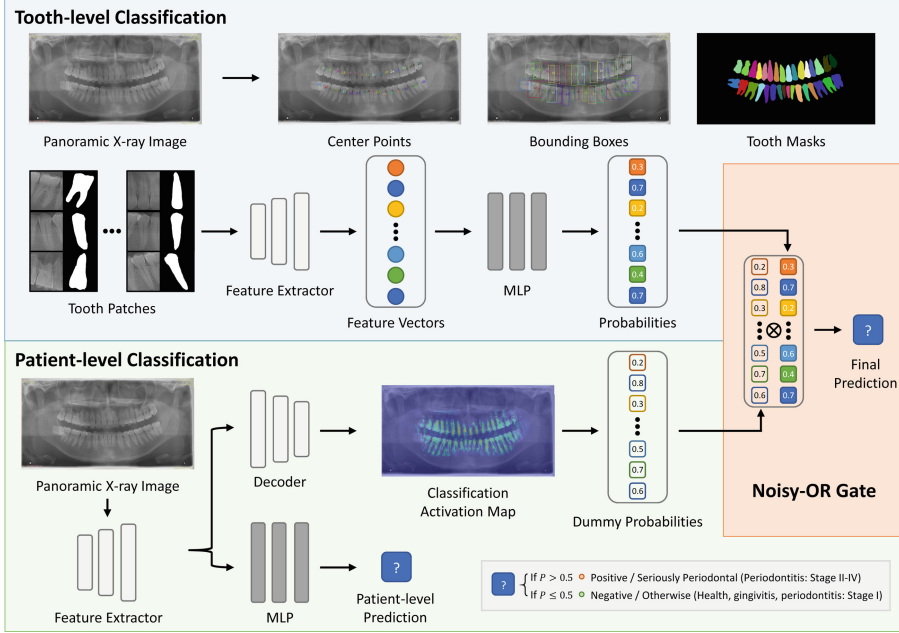 Tooth-level Classification
Panoramic X-ray Image
Center Points
Bounding Boxes
Tooth Masks
Tooth Patches
Feature Extractor
Feature Vectors
MLP
0.3
0.7
0.2
0.6
0.4
0.7
Probabilities
0.2 0.3
0.8 0.7
0.3 0.2
0.5 0.6
0.7 0.4
0.6 0.7
?
Final
Prediction
Noisy-OR Gate
Patient-level Classification
Panoramic X-ray Image
Feature Extractor
Decoder
MLP
Classification
Activation Map
?
Patient-level
Prediction
0.2
0.8
0.3
0.5
0.7
0.6
Dummy Probabilities
?
If P > 0.5 Positive / Seriously Periodontal (Periodontitis: Stage II-IV)
If P ≤ 0.5 Negative / Otherwise (Health, gingivitis, periodontitis: Stage I)